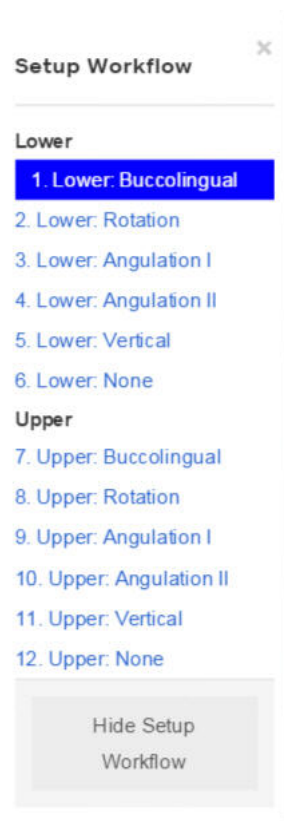 Setup Workflow
×
Lower
1. Lower: Buccolingual
2. Lower: Rotation
3. Lower: Angulation I
4. Lower: Angulation II
5. Lower: Vertical
6. Lower: None
Upper
7. Upper: Buccolingual
8. Upper: Rotation
9. Upper: Angulation I
10. Upper: Angulation II
11. Upper: Vertical
12. Upper: None
Hide Setup
Workflow